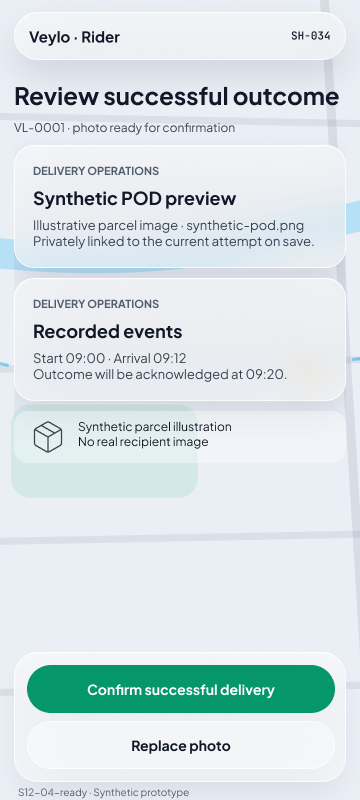 Veylo · Rider
SH-034
Review successful outcome
VL-0001 · photo ready for confirmation
DELIVERY OPERATIONS
Synthetic POD preview
Illustrative parcel image · synthetic-pod.png
Privately linked to the current attempt on save.
DELIVERY OPERATIONS
Recorded events
Start 09:00 · Arrival 09:12
Outcome will be acknowledged at 09:20.
Synthetic parcel illustration
No real recipient image
Confirm successful delivery
Replace photo
S12-04-ready · Synthetic prototype